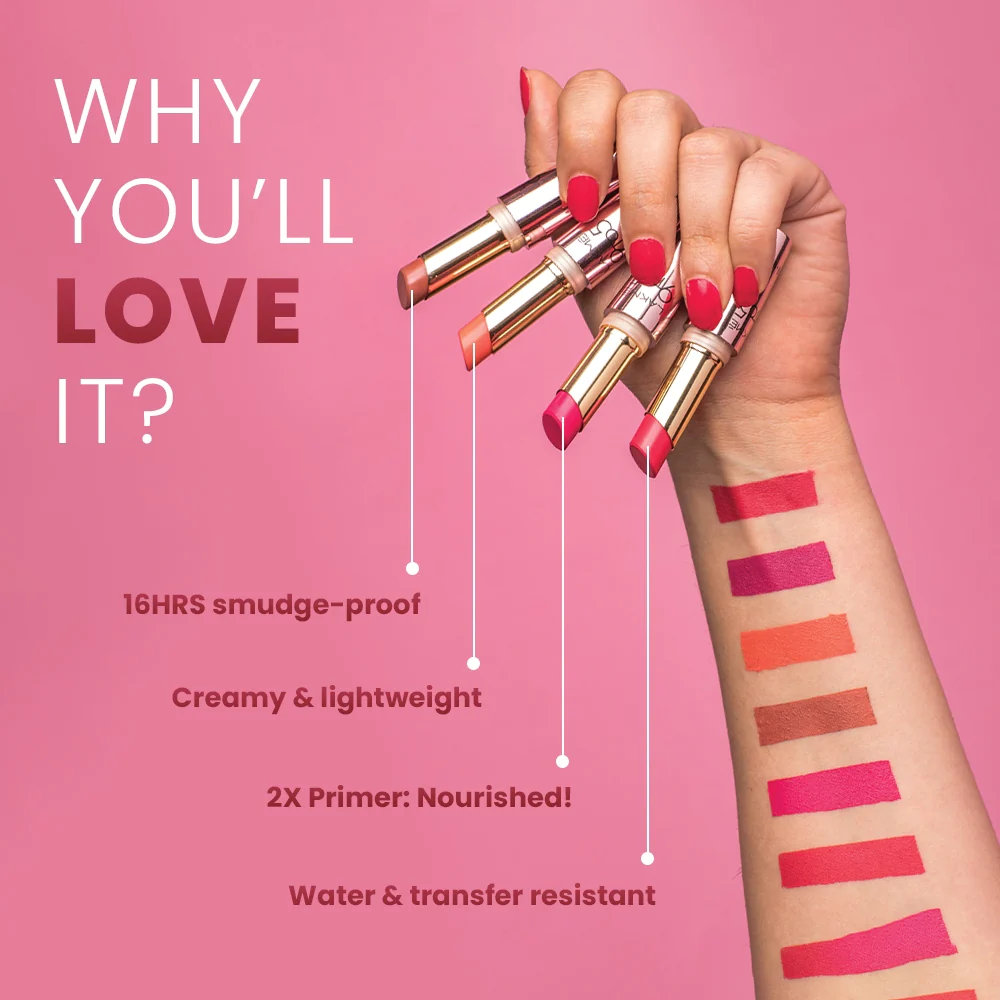 WHY
YOU'LL
LOVE
IT?
16HRS smudge-proof
Creamy & lightweight
2X Primer: Nourished!
Water & transfer resistant